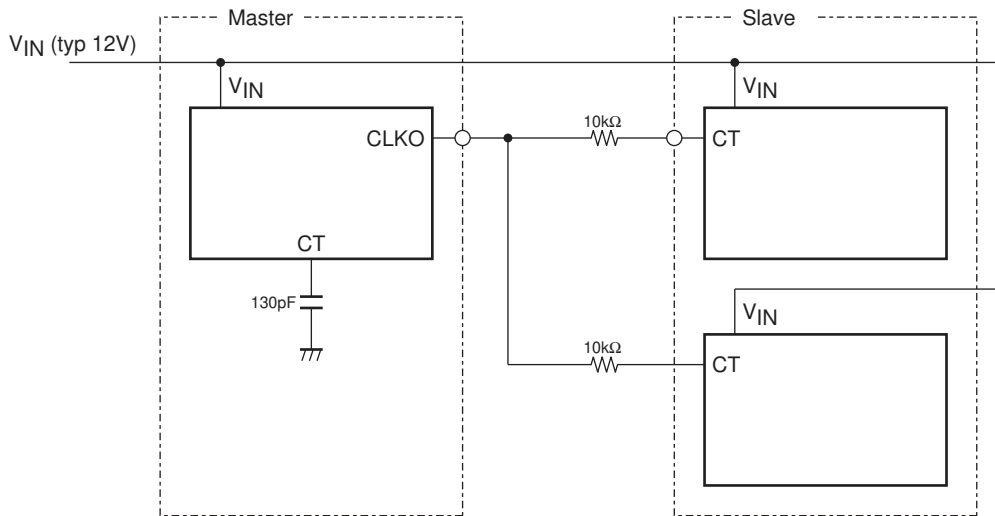 Master
Slave
VIN (typ 12V)
VIN
VIN
CLKO
10kΩ
CT
CT
130pF
VIN
10kΩ
CT